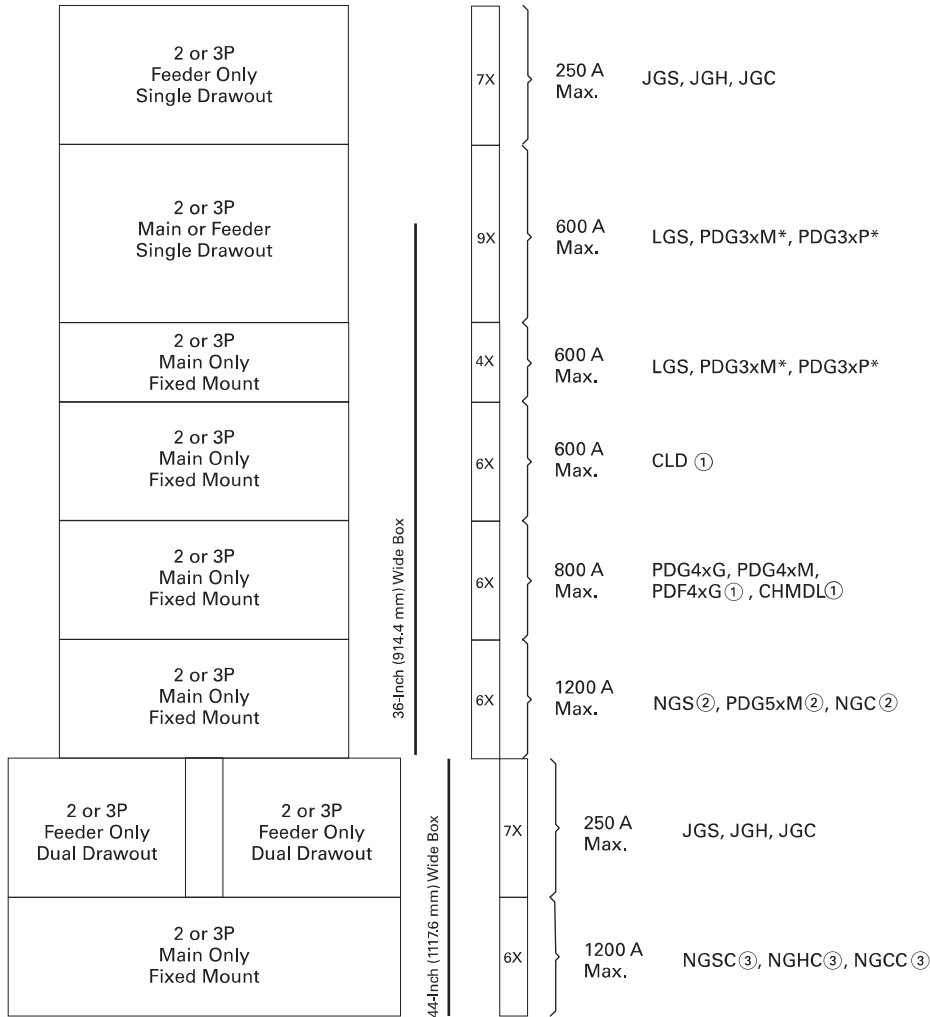 2 or 3P
Feeder Only
Single Drawout
7X
250 A
Max.
JGS, JGH, JGC
2 or 3P
Main or Feeder
Single Drawout
9X
600 A
Max.
LGS, PDG3xM*, PDG3xP*
2 or 3P
Main Only
Fixed Mount
4X
600 A
Max.
LGS, PDG3xM*, PDG3xP*
2 or 3P
Main Only
Fixed Mount
6X
600 A
Max.
CLD ①
2 or 3P
Main Only
Fixed Mount
6X
800 A
Max.
PDG4xG, PDG4xM,
PDF4xG ① , CHMDL①
2 or 3P
Main Only
Fixed Mount
6X
1200 A
Max.
NGS②, PDG5xM②, NGC②
36-Inch (914.4 mm) Wide Box
2 or 3P
Feeder Only
Dual Drawout
2 or 3P
Feeder Only
Dual Drawout
7X
250 A
Max.
JGS, JGH, JGC
2 or 3P
Main Only
Fixed Mount
6X
1200 A
Max.
NGSC③, NGHC③, NGCC③
44-Inch (1117.6 mm) Wide Box